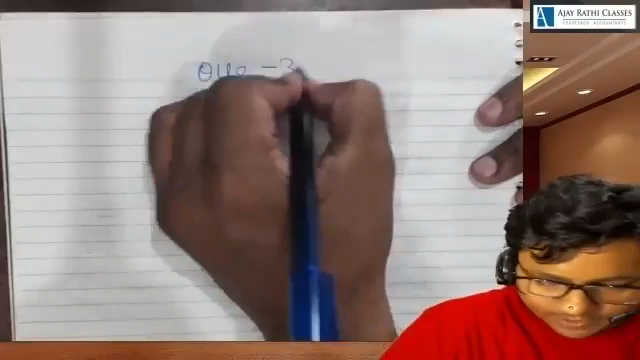 Que - 3
AJAY RATHI CLASSES
CHARTERED ACCOUNTANTS